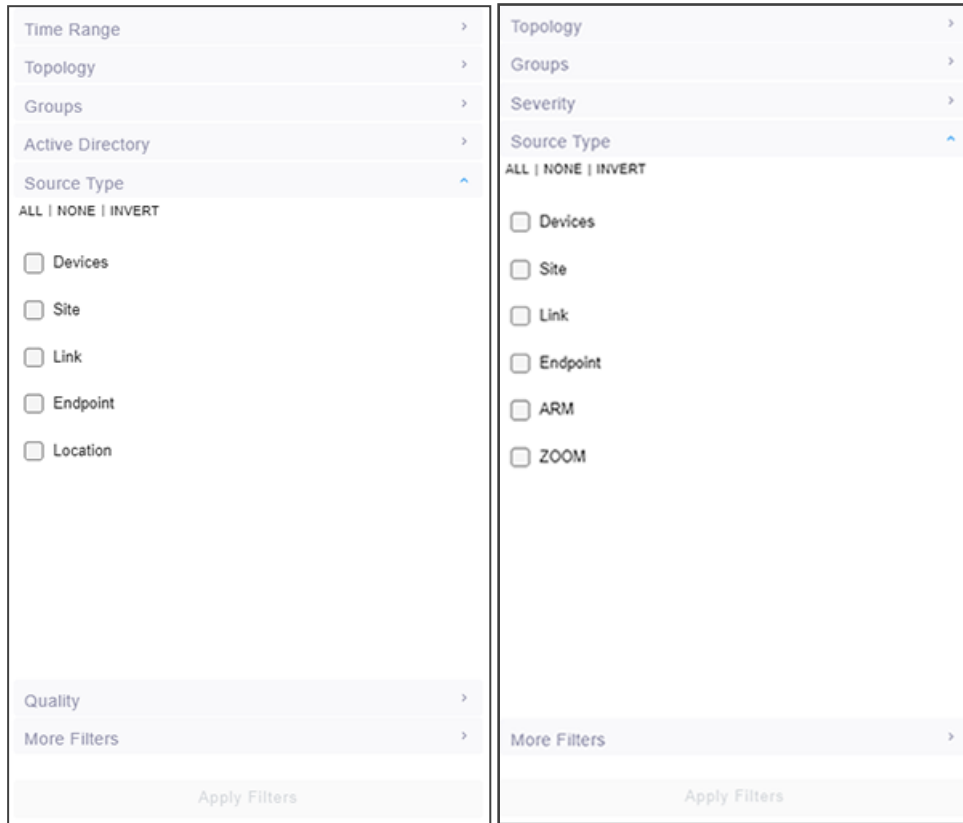 Time Range
Topology
Groups
Active Directory
Source Type
ALL | NONE | INVERT
Devices
Site
Link
Endpoint
Location
Quality
More Filters
Apply Filters
Topology
Groups
Severity
Source Type
ALL | NONE | INVERT
Devices
Site
Link
Endpoint
ARM
ZOOM
More Filters
Apply Filters